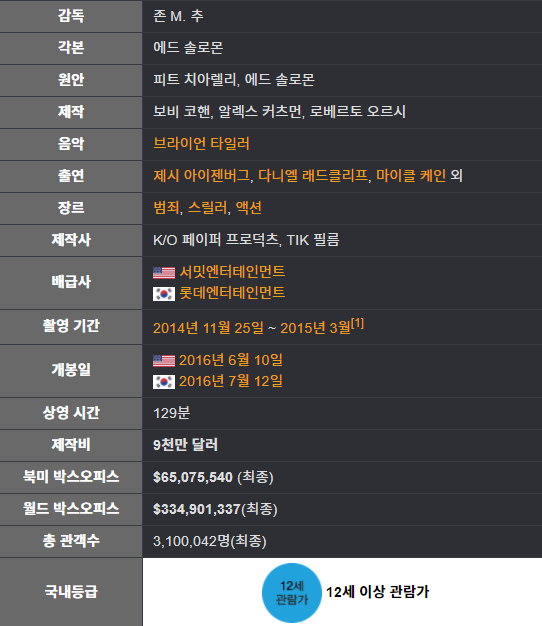 감독 존 M. 추
각본 에드 솔로몬
원안 피트 치아렐리, 에드 솔로몬
제작 보비 코핸, 알렉스 커츠먼, 로베르토 오르시
음악 브라이언 타일러
출연 제시 아이젠버그, 다니엘 래드클리프, 마이클 케인 외
장르 범죄, 스릴러, 액션
제작사 K/O 페이퍼 프로덕츠, TIK 필름
배급사 서밋엔터테인먼트
롯데엔터테인먼트
촬영 기간 2014년 11월 25일 ~ 2015년 3월[1]
개봉일 2016년 6월 10일
2016년 7월 12일
상영 시간 129분
제작비 9천만 달러
북미 박스오피스 $65,075,540 (최종)
월드 박스오피스 $334,901,337(최종)
총 관객수 3,100,042명(최종)
국내등급 12세 관람가 12세 이상 관람가